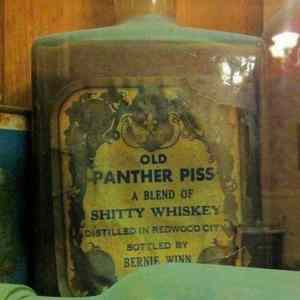 OLD
PANTHER PISS
A BLEND OF
SHITTY WHISKEY
DISTILLED IN REDWOOD CITY
BOTTLED BY
BERNIE WINN